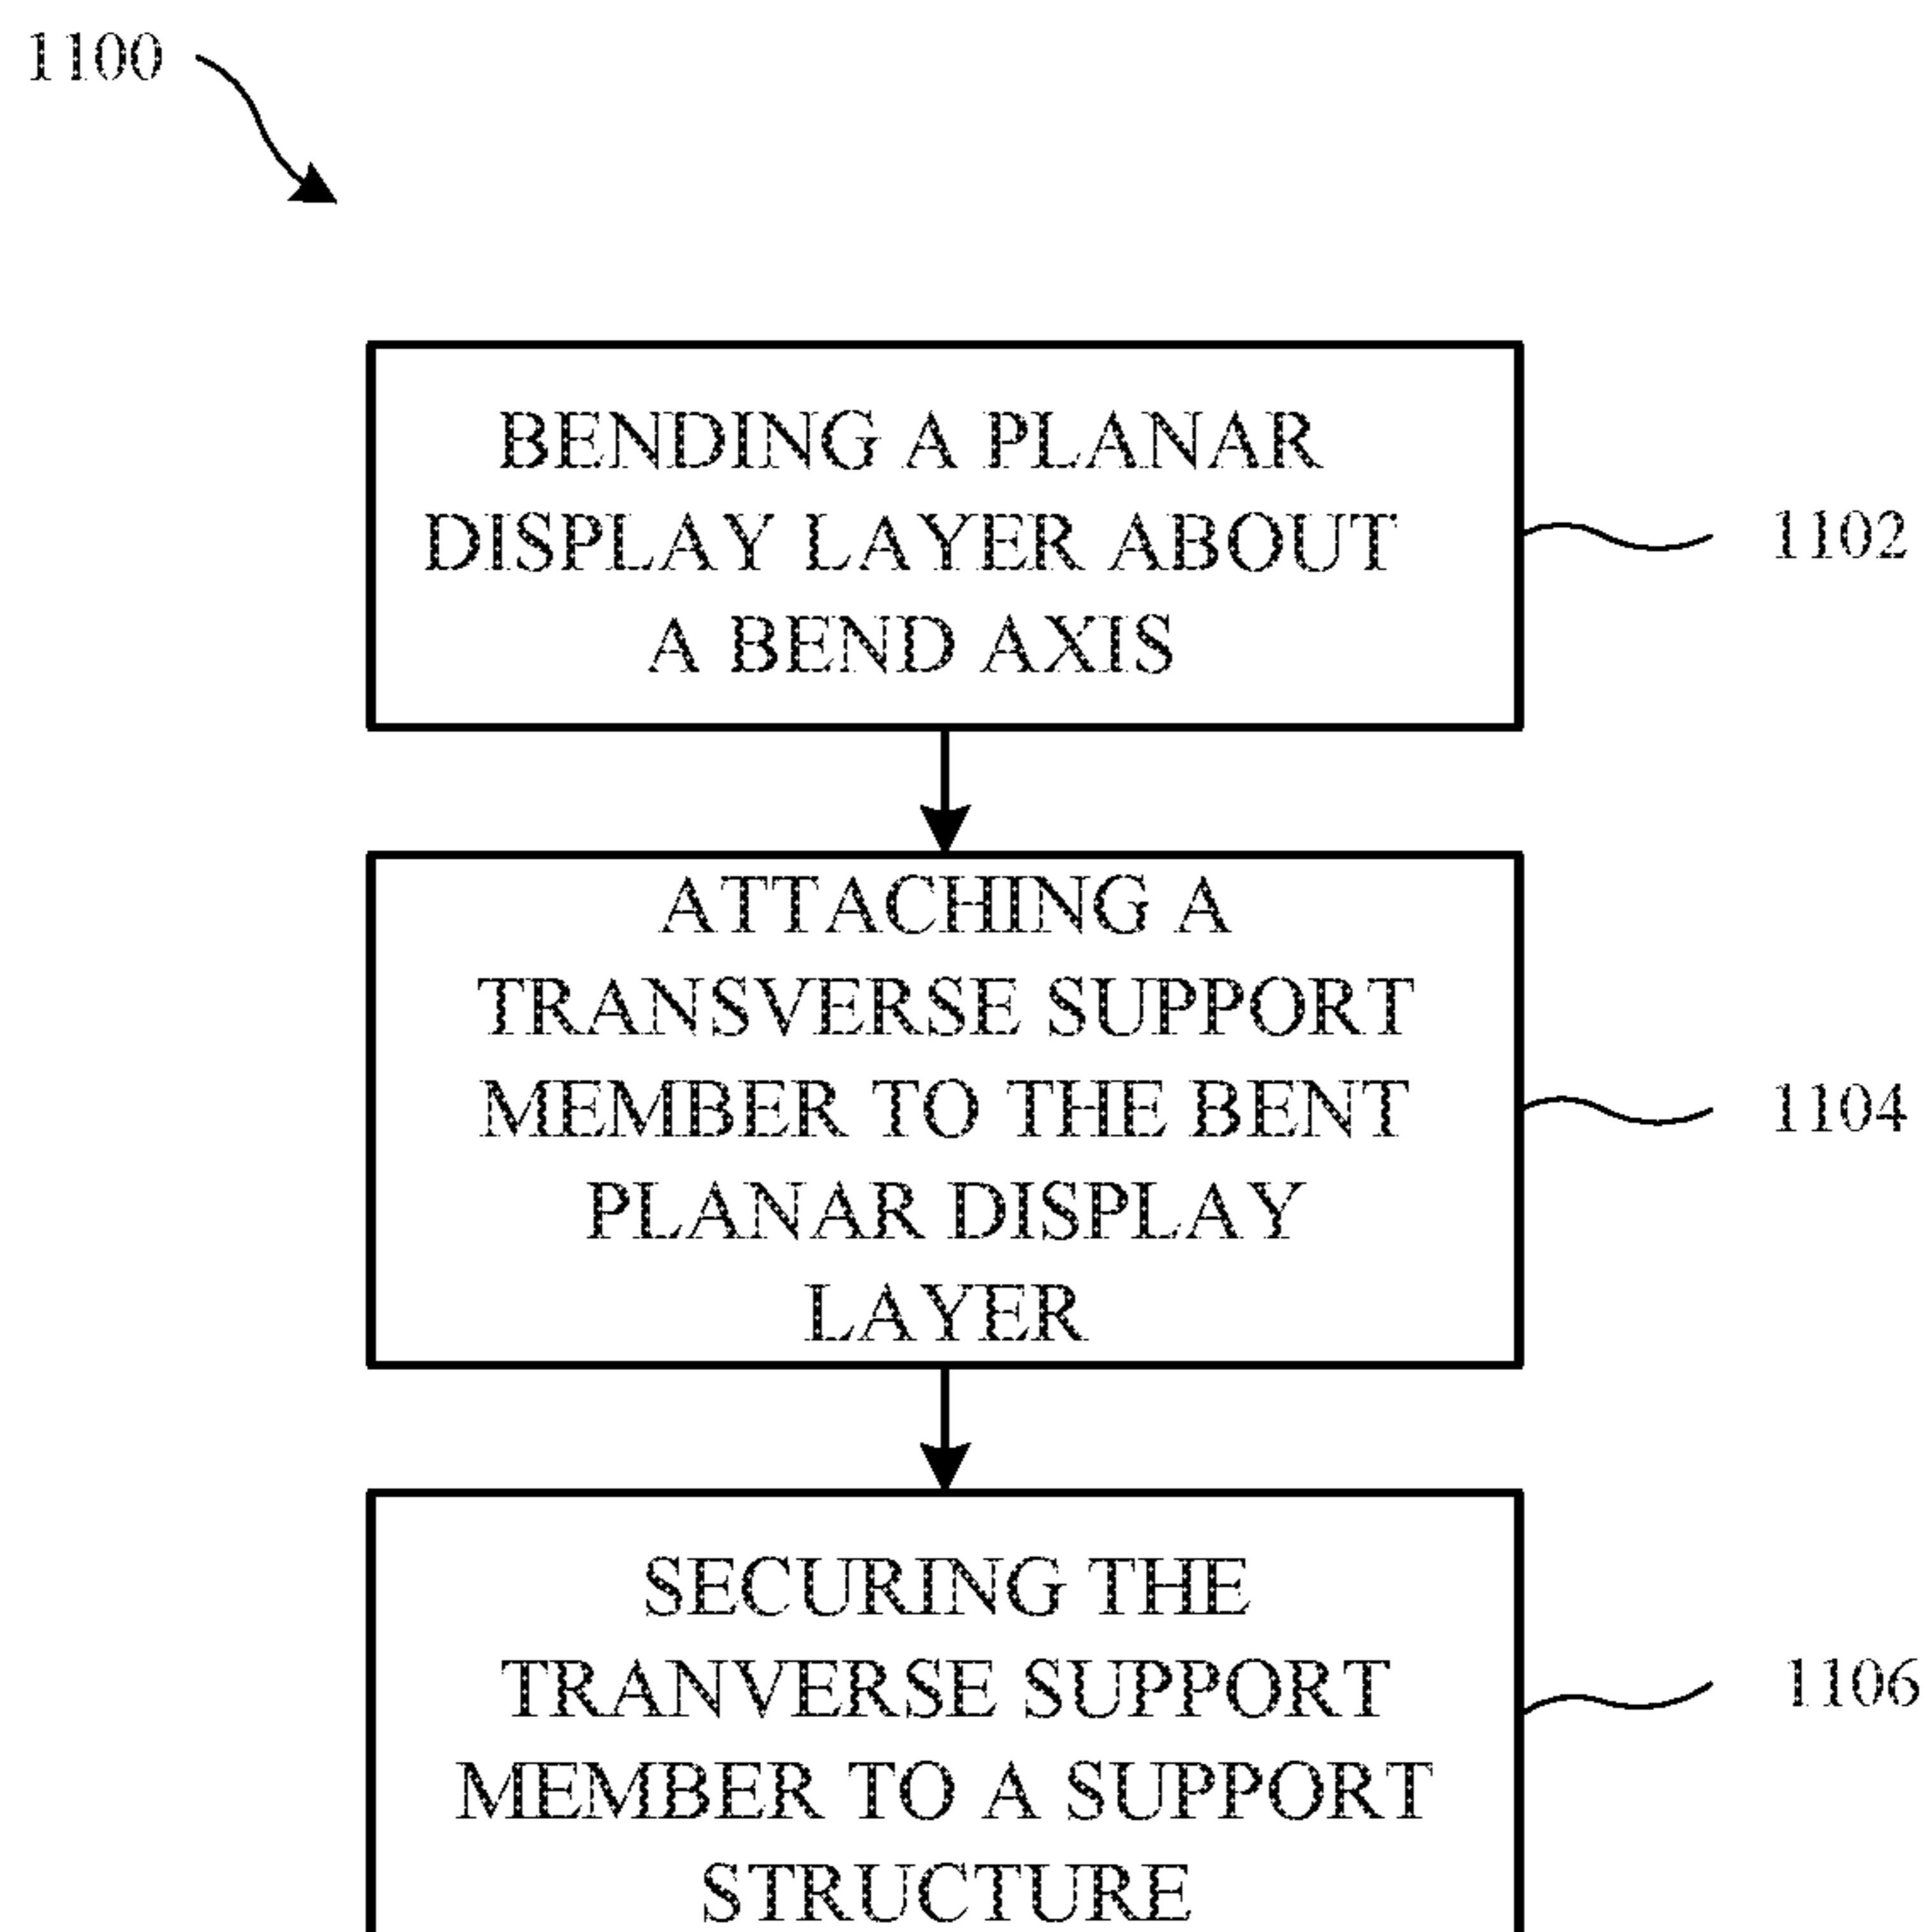 1100
BENDING A PLANAR
DISPLAY LAYER ABOUT
A BEND AXIS
1102
ATTACHING A
TRANSVERSE SUPPORT
MEMBER TO THE BENT
PLANAR DISPLAY
LAYER
1104
SECURING THE
TRANVERSE SUPPORT
MEMBER TO A SUPPORT
STRUCTURE
1106